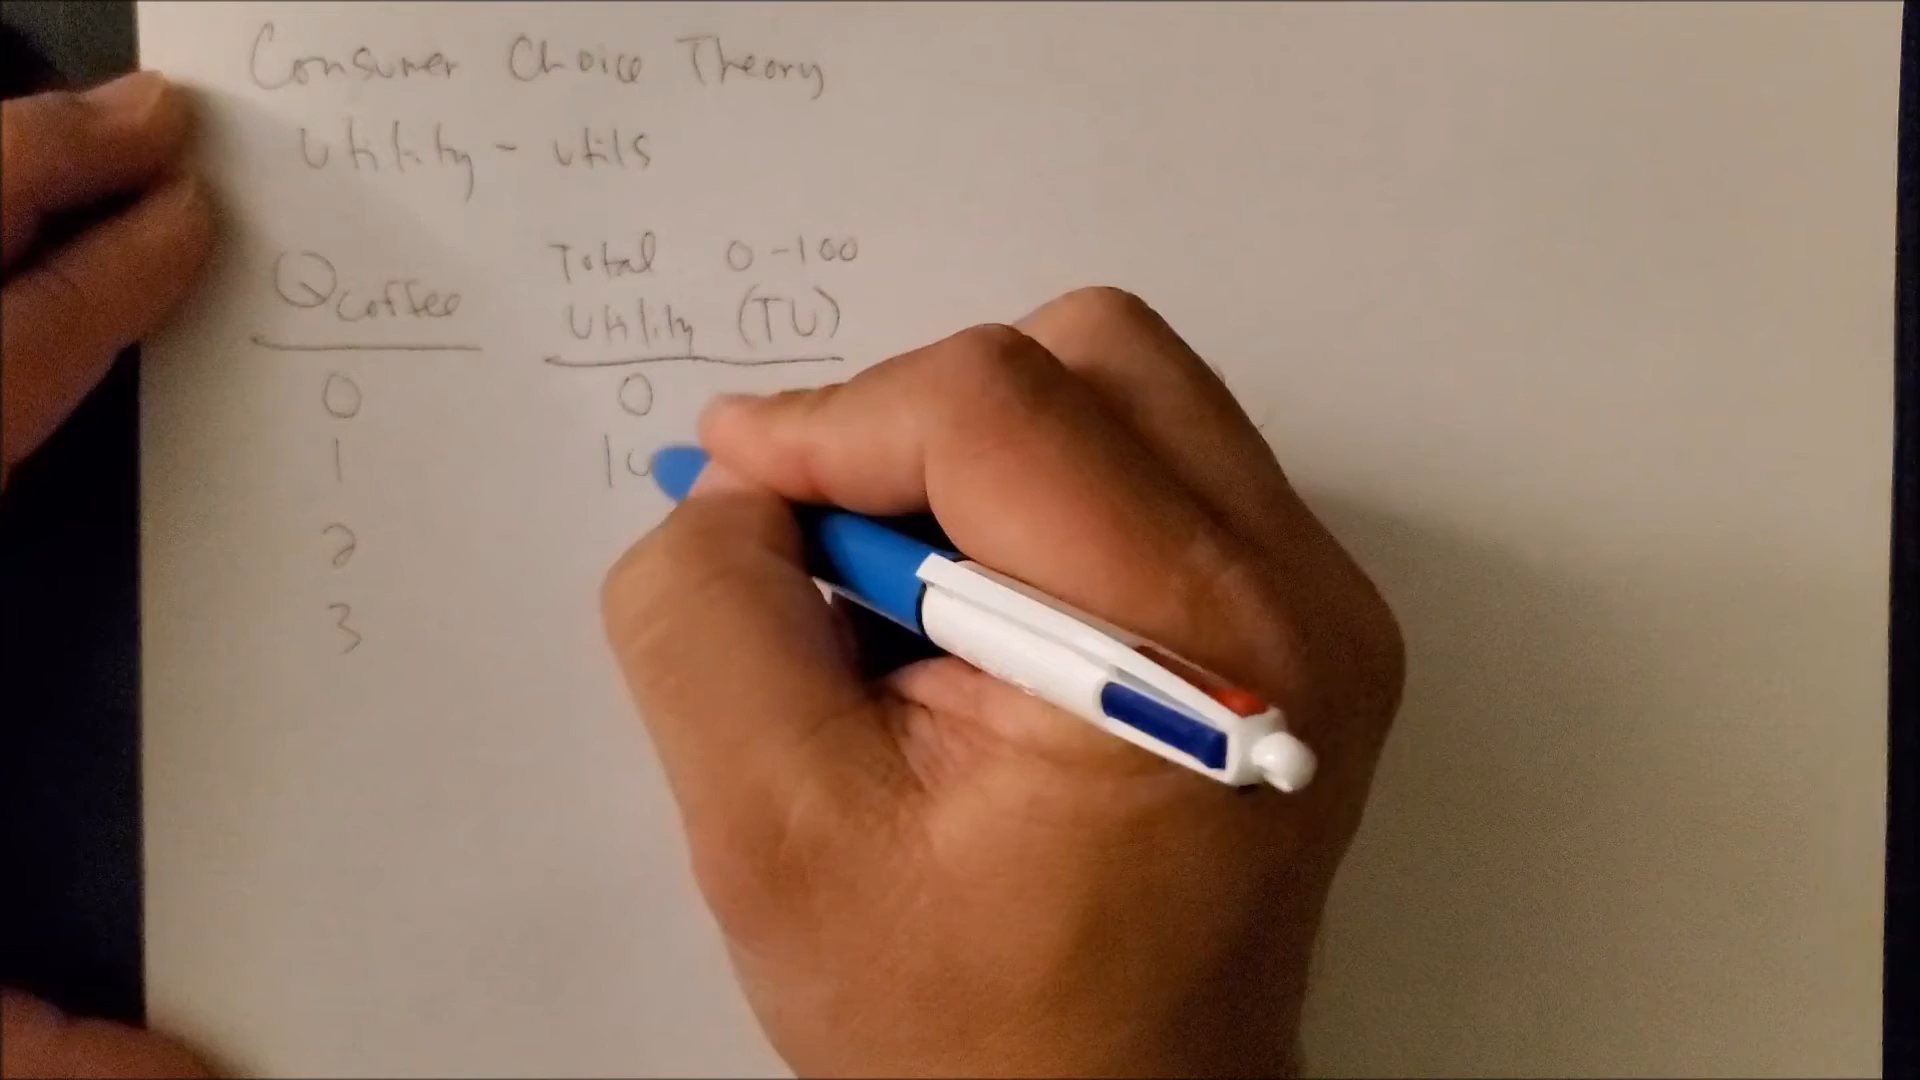 Consumer Choice Theory
Utility - utils
Qcoffee
Total 0-100
Utility (TU)
0 0
1
2
3